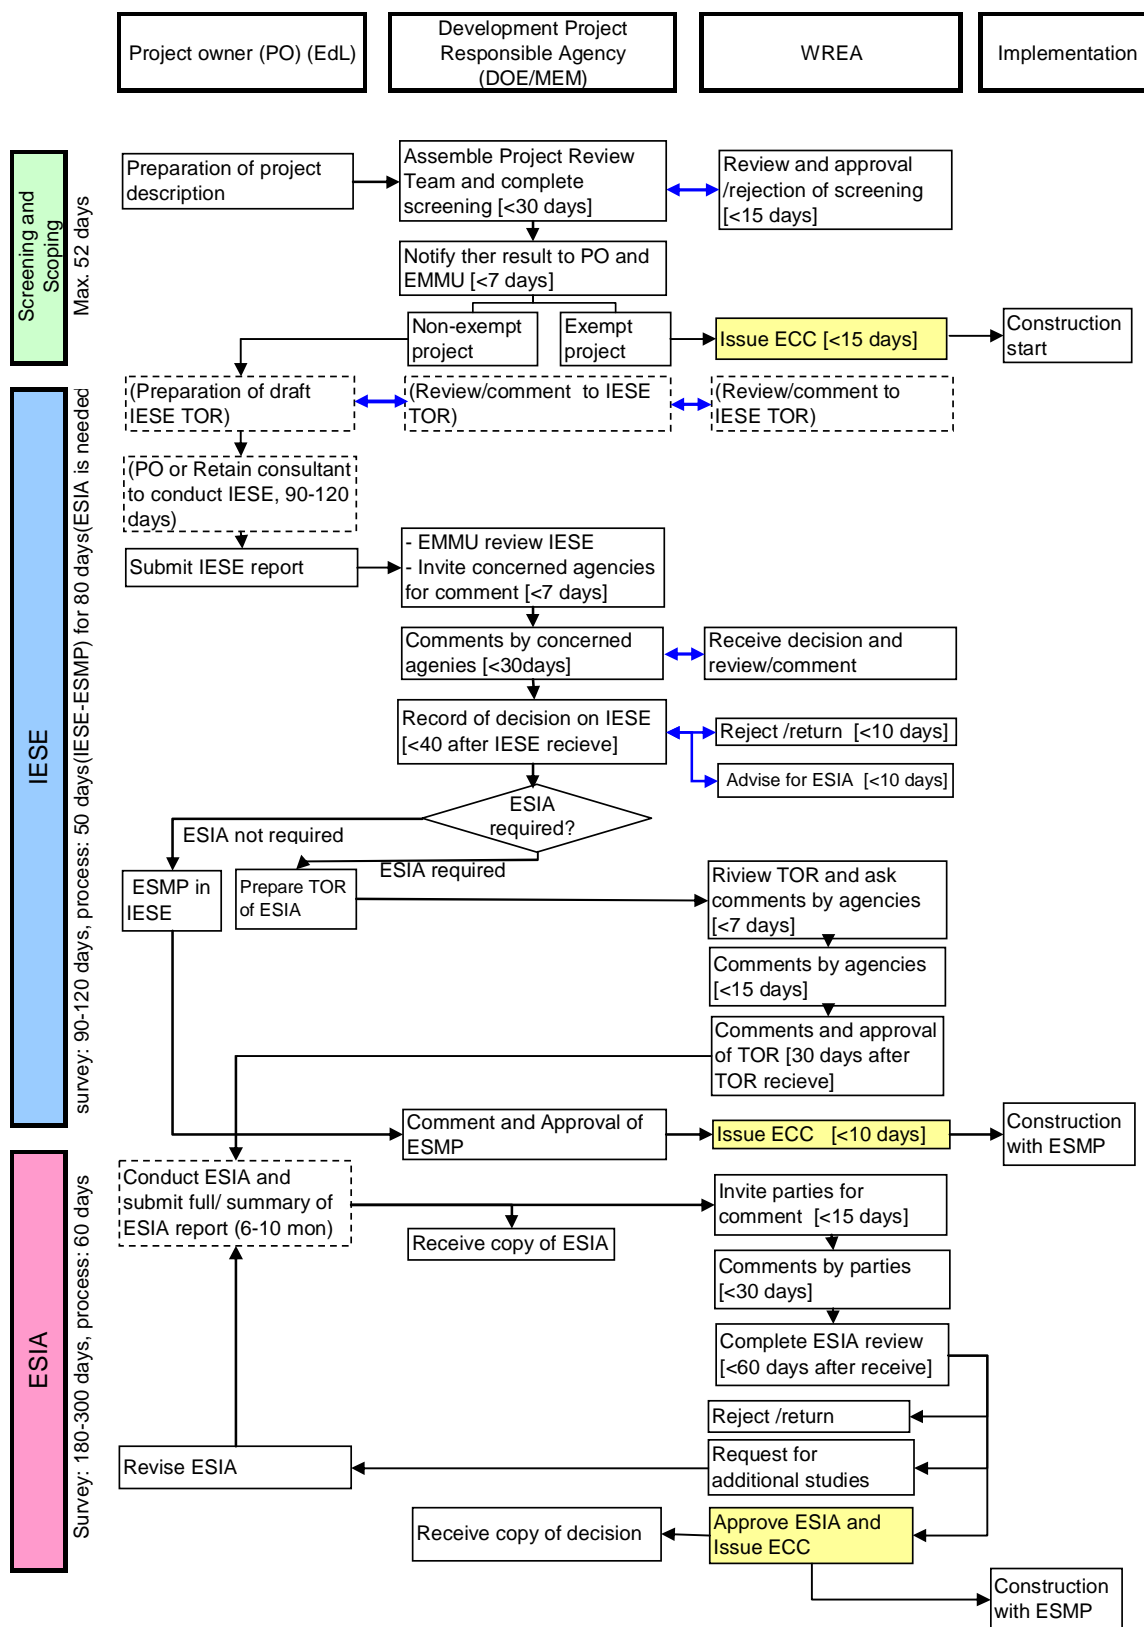 Project owner (PO) (EdL)
Development Project
Responsible Agency
(DOE/MEM)
WREA
Implementation
Screening and
Scoping
Max. 52 days
Preparation of project
description
Assemble Project Review
Team and complete
screening [<30 days]
Review and approval
/rejection of screening
[<15 days]
Notify ther result to PO and
EMMU [<7 days]
Non-exempt
project
Exempt
project
Issue ECC [<15 days]
Construction
start
IESE
survey: 90-120 days, process: 50 days(IESE-ESMP) for 80 days(ESIA is needed
(Preparation of draft
IESE TOR)
(Review/comment to IESE
TOR)
(Review/comment to
IESE TOR)
(PO or Retain consultant
to conduct IESE, 90-120
days)
Submit IESE report
- EMMU review IESE
- Invite concerned agencies
for comment [<7 days]
Comments by concerned
agenies [<30days]
Receive decision and
review/comment
Record of decision on IESE
[<40 after IESE recieve]
Reject /return [<10 days]
Advise for ESIA [<10 days]
ESIA
required?
ESIA not required
ESIA required
ESMP in
IESE
Prepare TOR
of ESIA
Riview TOR and ask
comments by agencies
[<7 days]
Comments by agencies
[<15 days]
Comments and approval
of TOR [30 days after
TOR recieve]
Comment and Approval of
ESMP
Issue ECC [<10 days]
Construction
with ESMP
ESIA
Survey: 180-300 days, process: 60 days
Conduct ESIA and
submit full/ summary of
ESIA report (6-10 mon)
Receive copy of ESIA
Invite parties for
comment [<15 days]
Comments by parties
[<30 days]
Complete ESIA review
[<60 days after receive]
Reject /return
Revise ESIA
Request for
additional studies
Receive copy of decision
Approve ESIA and
Issue ECC
Construction
with ESMP